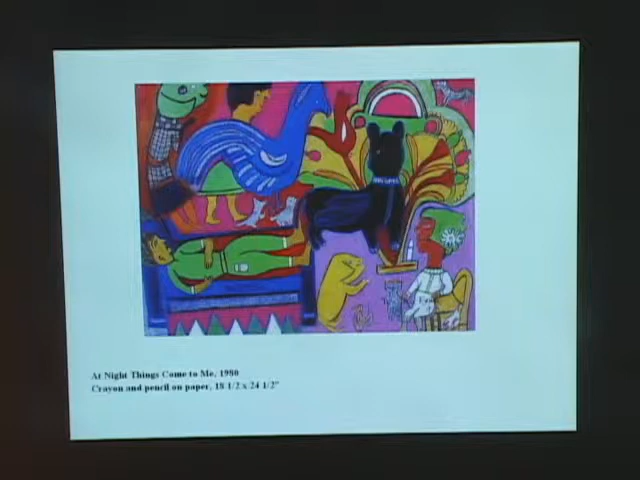 At Night Things Come to Me, 1980
Crayon and pencil on paper, 18 1/2 x 24 1/2"